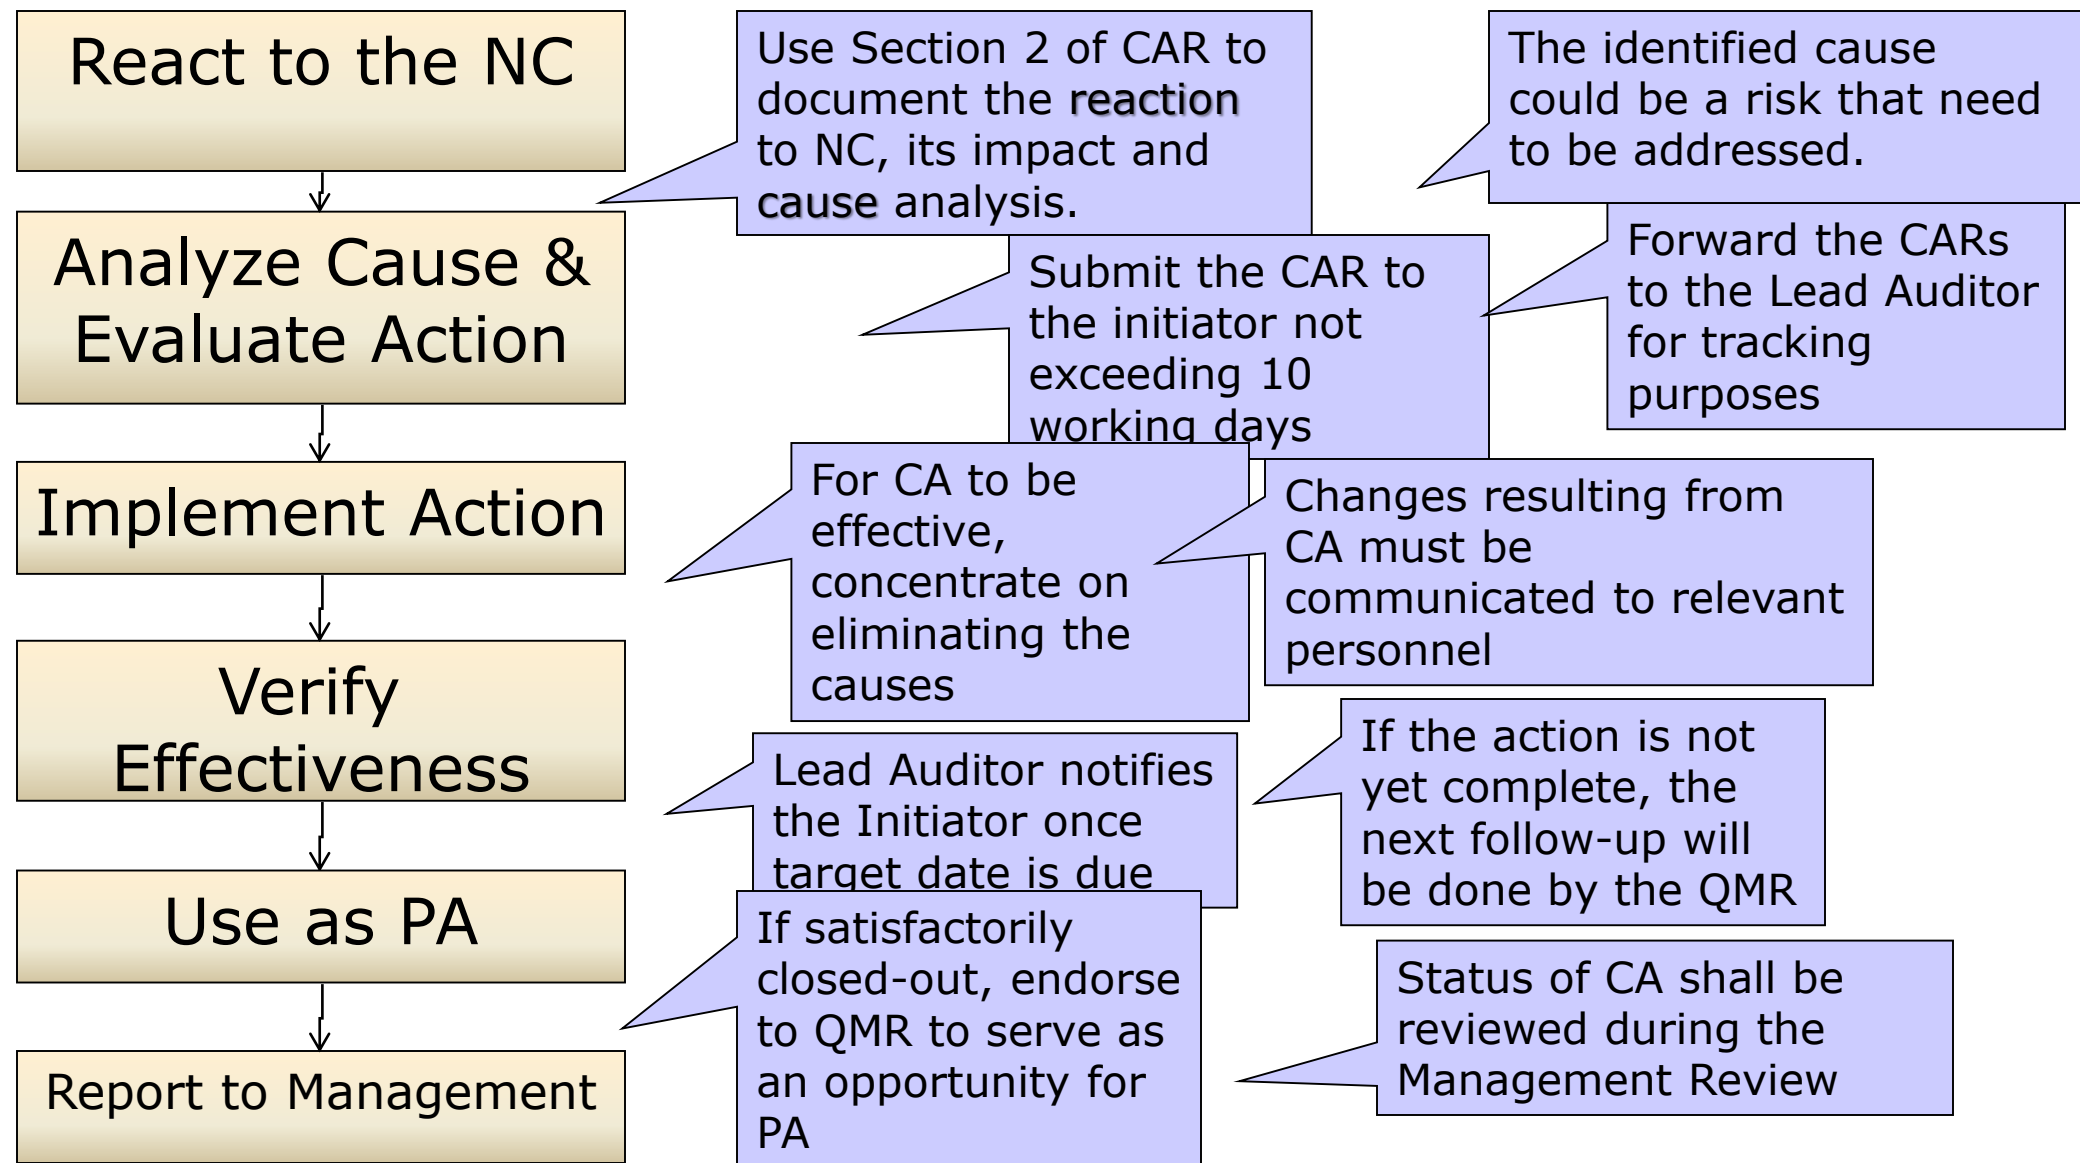 React to the NC
Use Section 2 of CAR to
document the reaction
to NC, its impact and
cause analysis.
The identified cause
could be a risk that need
to be addressed.
Analyze Cause &
Evaluate Action
Submit the CAR to
the initiator not
exceeding 10
working days
Forward the CARs
to the Lead Auditor
for tracking
purposes
Implement Action
For CA to be
effective,
concentrate on
eliminating the
causes
Changes resulting from
CA must be
communicated to relevant
personnel
Verify
Effectiveness
Lead Auditor notifies
the Initiator once
target date is due
If the action is not
yet complete, the
next follow-up will
be done by the QMR
Use as PA
If satisfactorily
closed-out, endorse
to QMR to serve as
an opportunity for
PA
Status of CA shall be
reviewed during the
Management Review
Report to Management